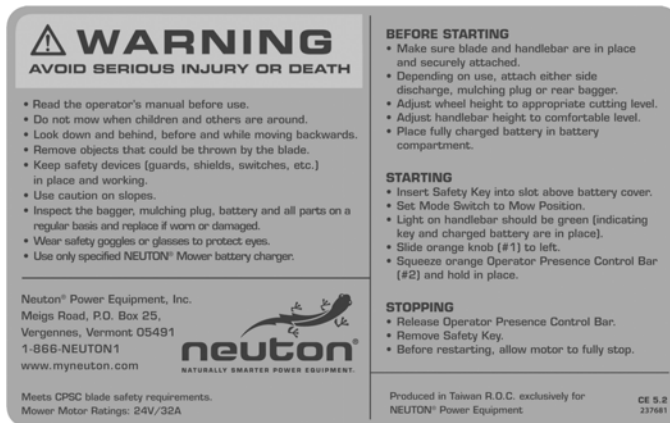 WARNING
AVOID SERIOUS INJURY OR DEATH
• Read the operator's manual before use.
• Do not mow when children and others are around.
• Look down and behind, before and while moving backwards.
• Remove objects that could be thrown by the blade.
• Keep safety devices (guards, shields, switches, etc.)
in place and working.
• Use caution on slopes.
• Inspect the bagger, mulching plug, battery and all parts on a
regular basis and replace if worn or damaged.
• Wear safety goggles or glasses to protect eyes.
• Use only specified NEUTON® Mower battery charger.
Neuton® Power Equipment, Inc.
Meigs Road, P.O. Box 25,
Vergennes, Vermont 05491
1-866-NEUTON1
www.myneuton.com
neuton®
NATURALLY SMARTER POWER EQUIPMENT.
Meets CPSC blade safety requirements.
Mower Motor Ratings: 24V/32A
BEFORE STARTING
• Make sure blade and handlebar are in place
and securely attached.
• Depending on use, attach either side
discharge, mulching plug or rear bagger.
• Adjust wheel height to appropriate cutting level.
• Adjust handlebar height to comfortable level.
• Place fully charged battery in battery
compartment.
STARTING
• Insert Safety Key into slot above battery cover.
• Set Mode Switch to Mow Position.
• Light on handlebar should be green (indicating
key and charged battery are in place).
• Slide orange knob (#1) to left.
• Squeeze orange Operator Presence Control Bar
(#2) and hold in place.
STOPPING
• Release Operator Presence Control Bar.
• Remove Safety Key.
• Before restarting, allow motor to fully stop.
Produced in Taiwan R.O.C. exclusively for
NEUTON® Power Equipment
CE 5.2
237681